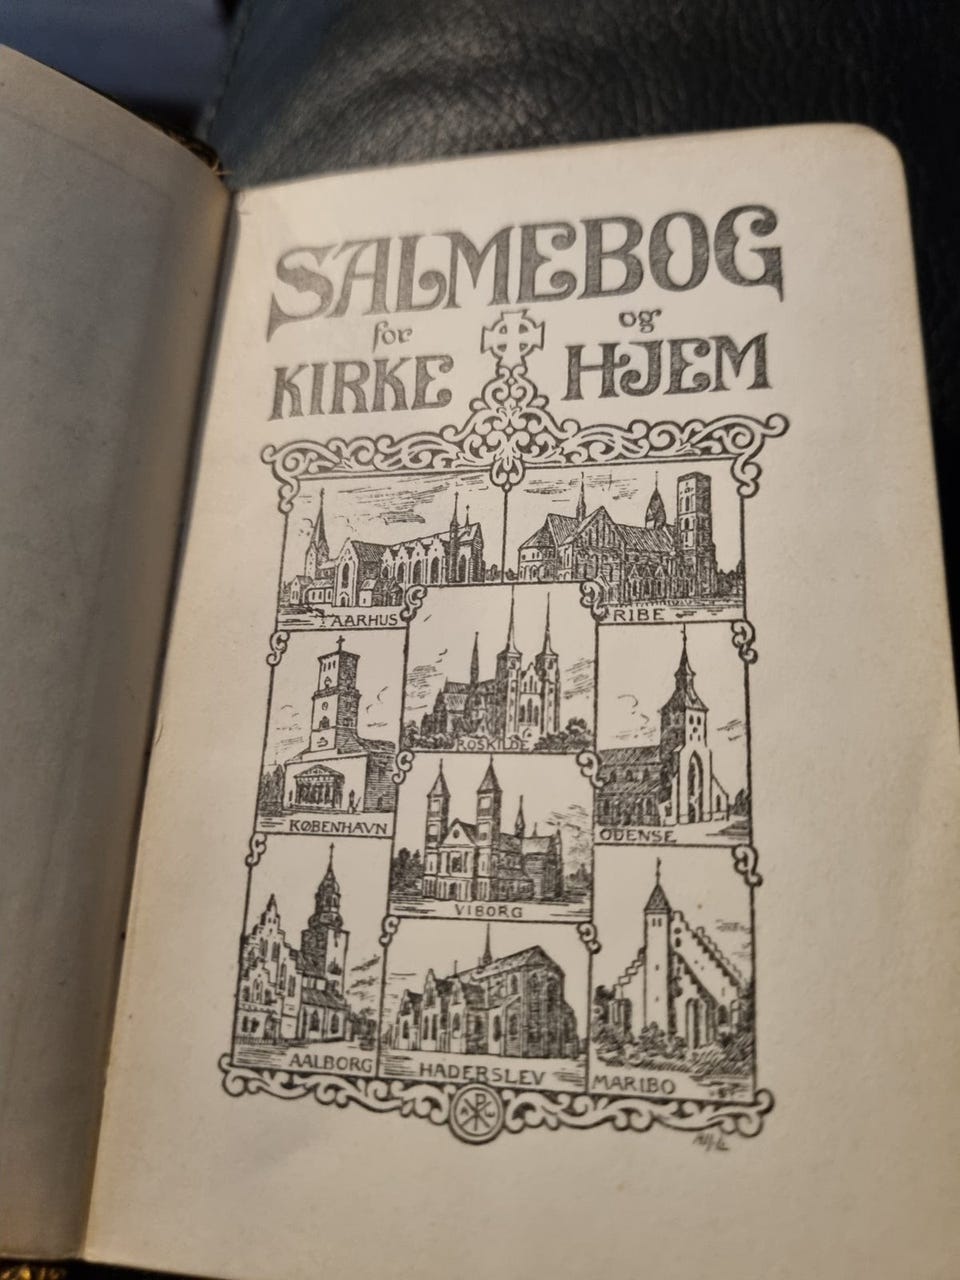 SALMEBOG
for og
KIRKE HJEM
AARHUS
RIBE
ROSKILDE
KØBENHAVN
ODENSE
VIBORG
AALBORG
HADERSLEV
MARIBO